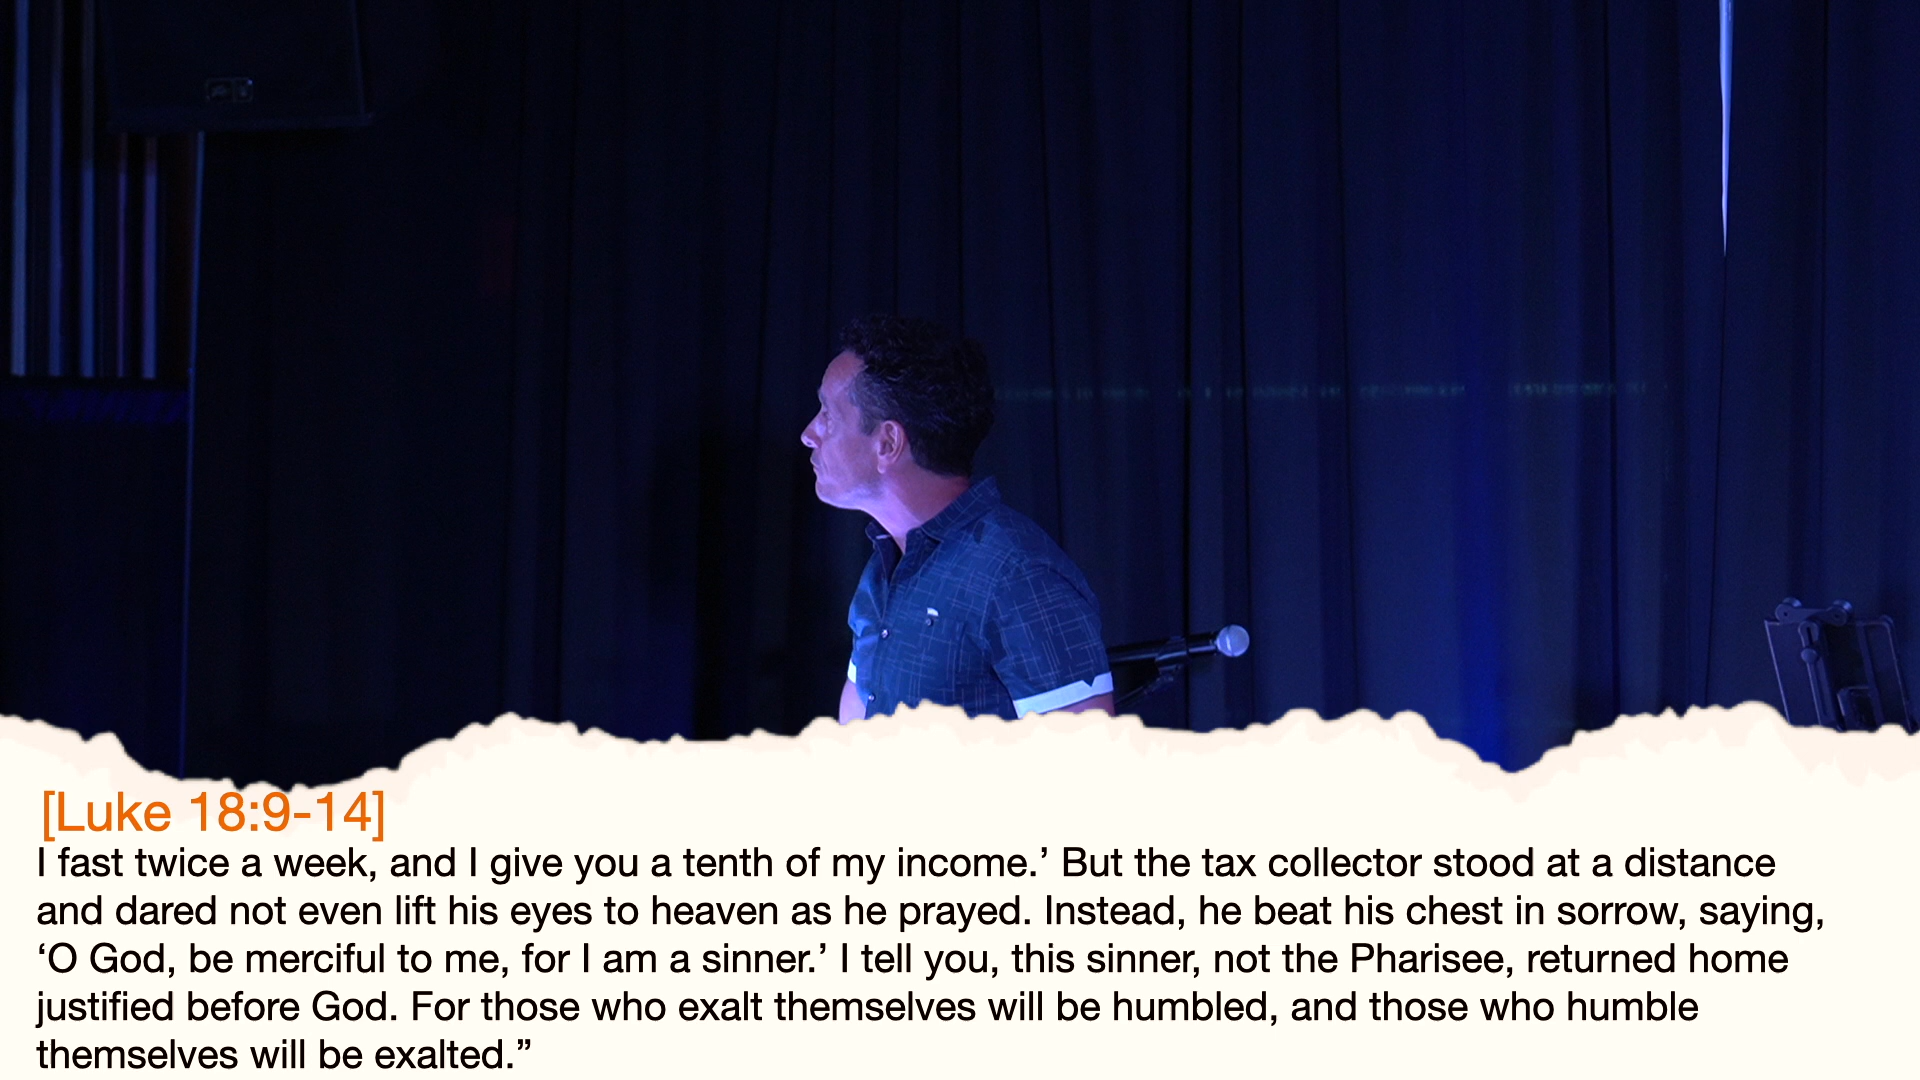 [Luke 18:9-14]
I fast twice a week, and I give you a tenth of my income.’ But the tax collector stood at a distance
and dared not even lift his eyes to heaven as he prayed. Instead, he beat his chest in sorrow, saying,
‘O God, be merciful to me, for I am a sinner.’ I tell you, this sinner, not the Pharisee, returned home
justified before God. For those who exalt themselves will be humbled, and those who humble
themselves will be exalted.”